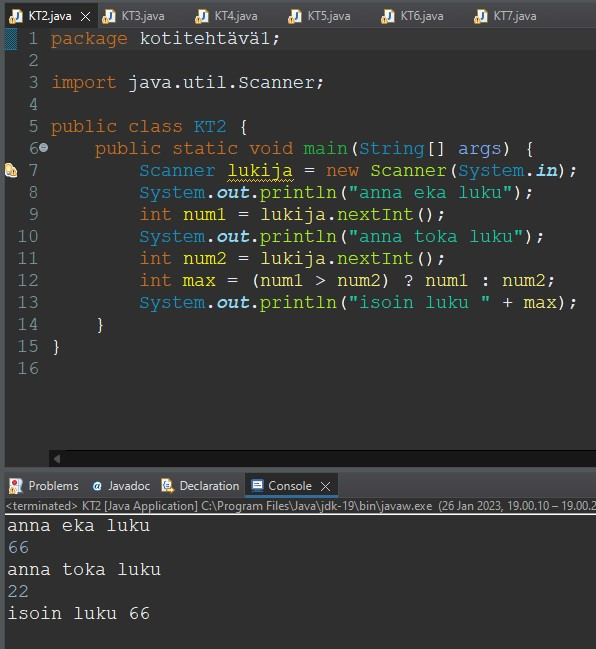 KT2.java KT3.java KT4.java KT5.java KT6.java KT7.java
1 package kotitehtävä1;
2
3 import java.util.Scanner;
4
5 public class KT2 {
6 public static void main(String[] args) {
7 Scanner lukija = new Scanner(System.in);
8 System.out.println("anna eka luku");
9 int num1 = lukija.nextInt();
10 System.out.println("anna toka luku");
11 int num2 = lukija.nextInt();
12 int max = (num1 > num2) ? num1 : num2;
13 System.out.println("isoin luku " + max);
14 }
15 }
16
Problems @ Javadoc Declaration Console
<terminated> KT2 [Java Application] C:\Program Files\Java\jdk-19\bin\javaw.exe (26 Jan 2023, 19.00.10 – 19.00.2
anna eka luku
66
anna toka luku
22
isoin luku 66